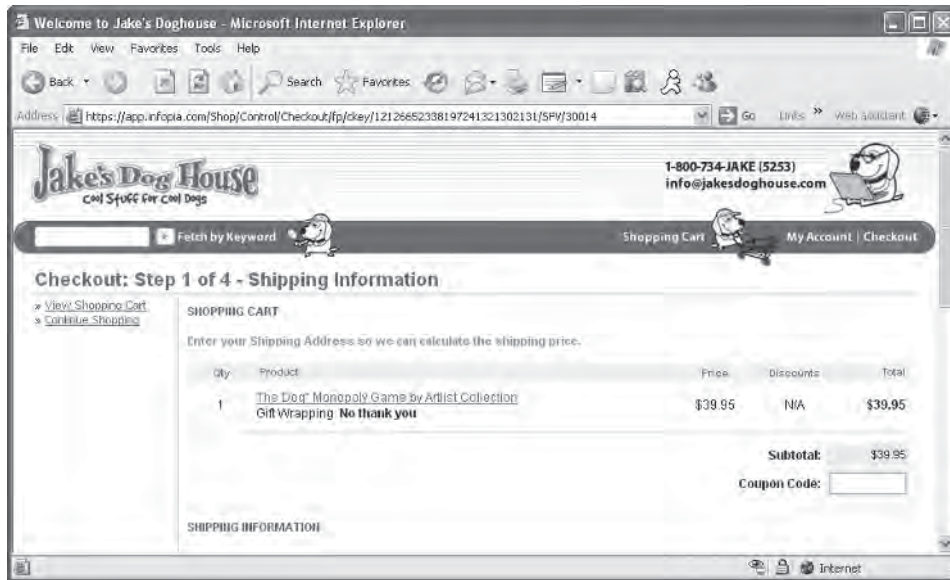 Welcome to Jake's Doghouse - Microsoft Internet Explorer
File Edit View Favorites Tools Help
Back Search Favorites
Address https://app.infopia.com/Shop/Control/Checkout/fp/ckey/12126652338197241321302131/SPV/30014 Go Links » Web assistant
Jake's Dog House
Cool Stuff for Cool Dogs
1-800-734-JAKE (5253)
info@jakesdoghouse.com
Fetch by Keyword Shopping Cart My Account | Checkout
Checkout: Step 1 of 4 - Shipping Information
» View Shopping Cart
» Continue Shopping
SHOPPING CART
Enter your Shipping Address so we can calculate the shipping price.
Qty Product Price Discounts Total
1 The Dog" Monopoly Game by Artlist Collection $39.95 N/A $39.95
Gift Wrapping: No thank you
Subtotal: $39.95
Coupon Code:
SHIPPING INFORMATION
Internet